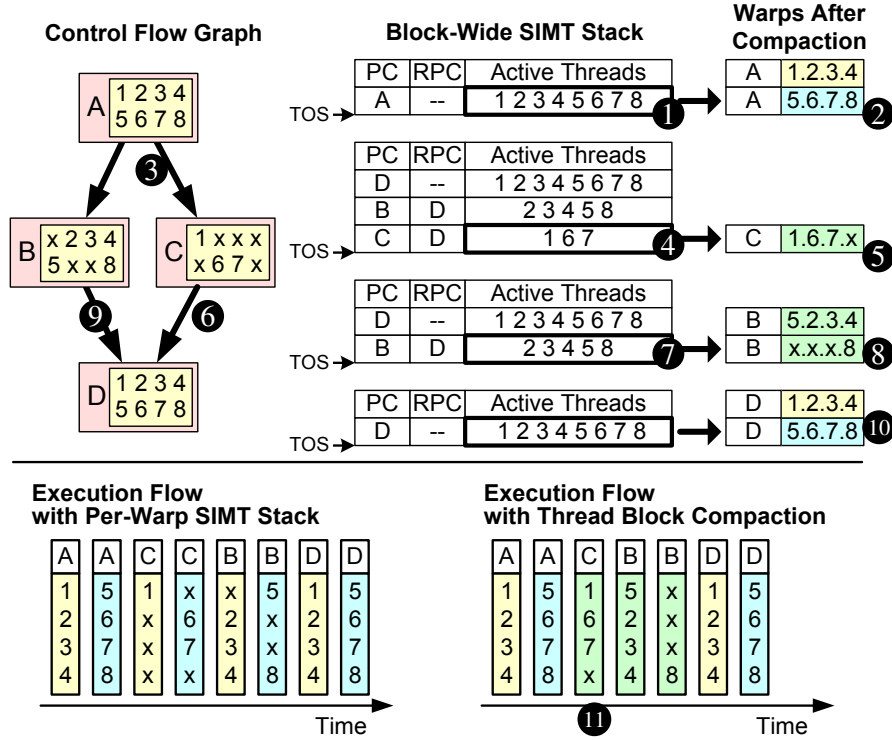 Control Flow Graph
A
1 2 3 4
5 6 7 8
3
B
x 2 3 4
5 x x 8
C
1 x x x
x 6 7 x
9
6
D
1 2 3 4
5 6 7 8
Block-Wide SIMT Stack
PC RPC Active Threads
A -- 1 2 3 4 5 6 7 8
TOS
1
PC RPC Active Threads
D -- 1 2 3 4 5 6 7 8
B D 2 3 4 5 8
C D 1 6 7
TOS
4
PC RPC Active Threads
D -- 1 2 3 4 5 6 7 8
B D 2 3 4 5 8
TOS
7
PC RPC Active Threads
D -- 1 2 3 4 5 6 7 8
TOS
Warps After
Compaction
A 1.2.3.4
A 5.6.7.8
2
C 1.6.7.x
5
B 5.2.3.4
B x.x.x.8
8
D 1.2.3.4
D 5.6.7.8
10
Execution Flow
with Per-Warp SIMT Stack
A A C C B B D D
1 5 1 x x 5 1 5
2 6 x 6 2 x 2 6
3 7 x 7 3 x 3 7
4 8 x x 4 8 4 8
Time
Execution Flow
with Thread Block Compaction
A A C B B D D
1 5 1 5 x 1 5
2 6 6 2 x 2 6
3 7 7 3 x 3 7
4 8 x 4 8 4 8
11
Time